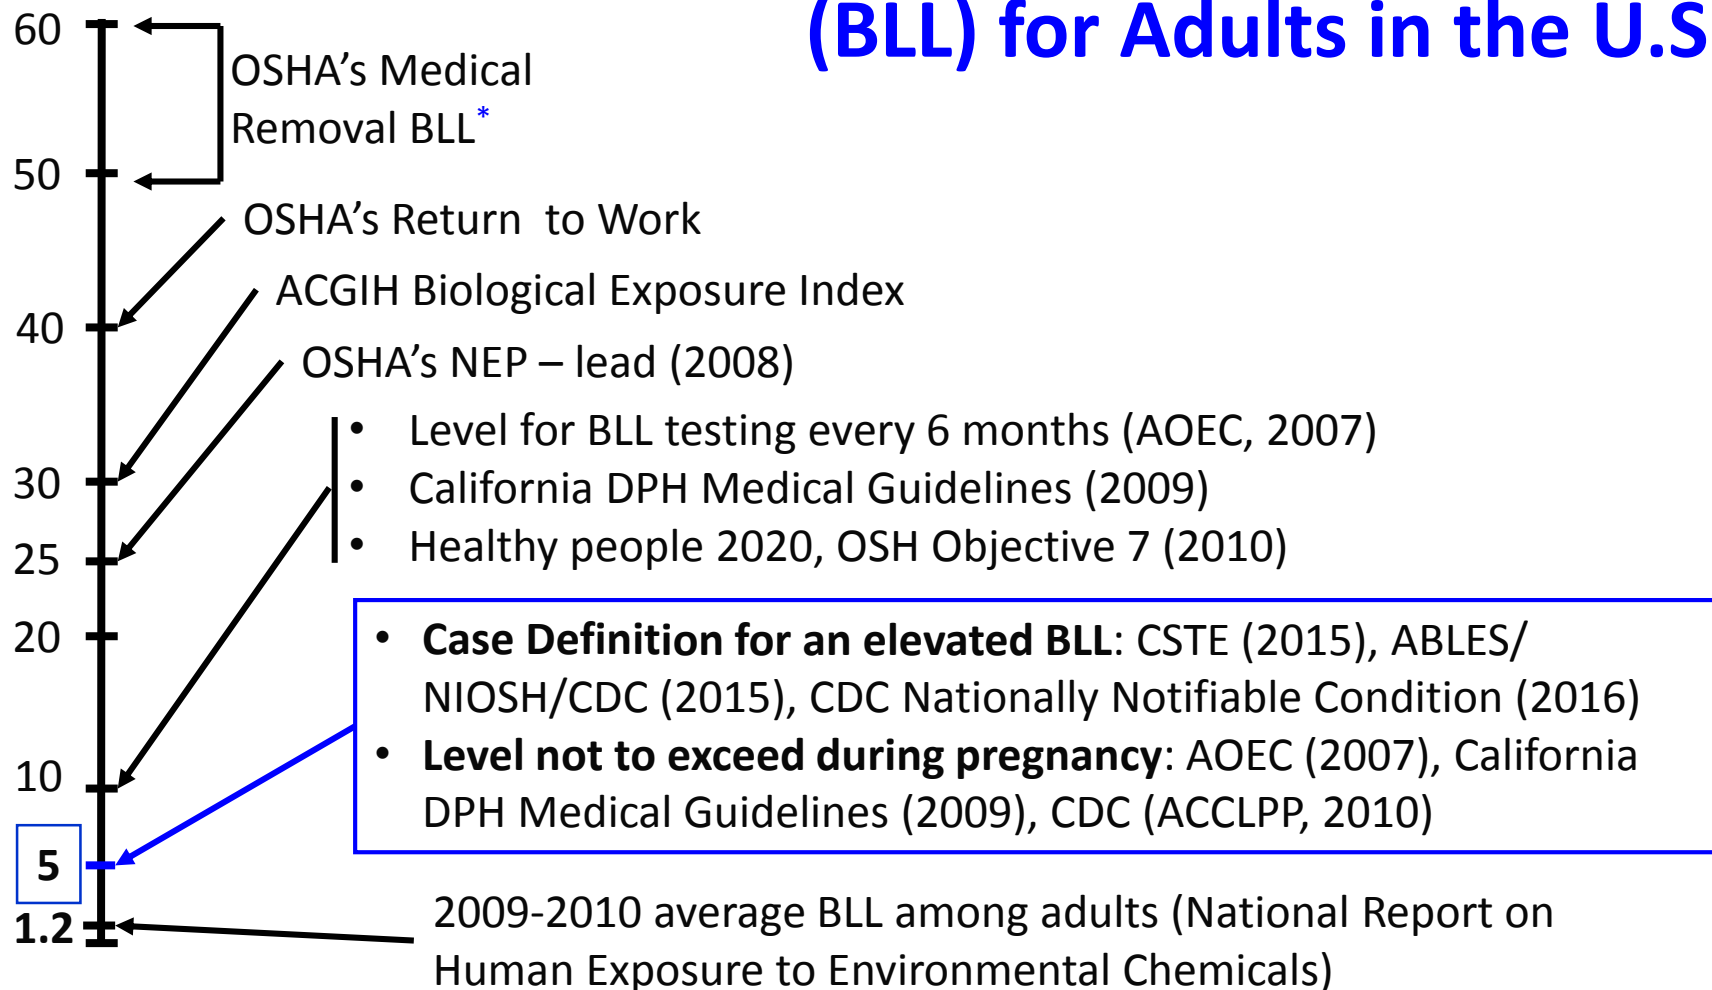 (BLL) for Adults in the U.S
60
OSHA's Medical
Removal BLL*
50
OSHA's Return to Work
ACGIH Biological Exposure Index
40
OSHA's NEP – lead (2008)
• Level for BLL testing every 6 months (AOEC, 2007)
30
• California DPH Medical Guidelines (2009)
• Healthy people 2020, OSH Objective 7 (2010)
25
20
• Case Definition for an elevated BLL: CSTE (2015), ABLES/
NIOSH/CDC (2015), CDC Nationally Notifiable Condition (2016)
• Level not to exceed during pregnancy: AOEC (2007), California
DPH Medical Guidelines (2009), CDC (ACCLPP, 2010)
10
5
1.2
2009-2010 average BLL among adults (National Report on
Human Exposure to Environmental Chemicals)